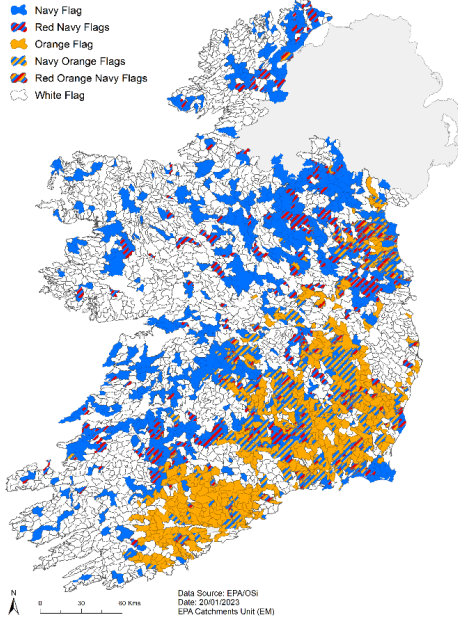 Navy Flag
Red Navy Flags
Orange Flag
Navy Orange Flags
Red Orange Navy Flags
White Flag
N
0 30 60 Kms
Data Source: EPA/OSi
Date: 20/01/2023
EPA Catchments Unit (EM)